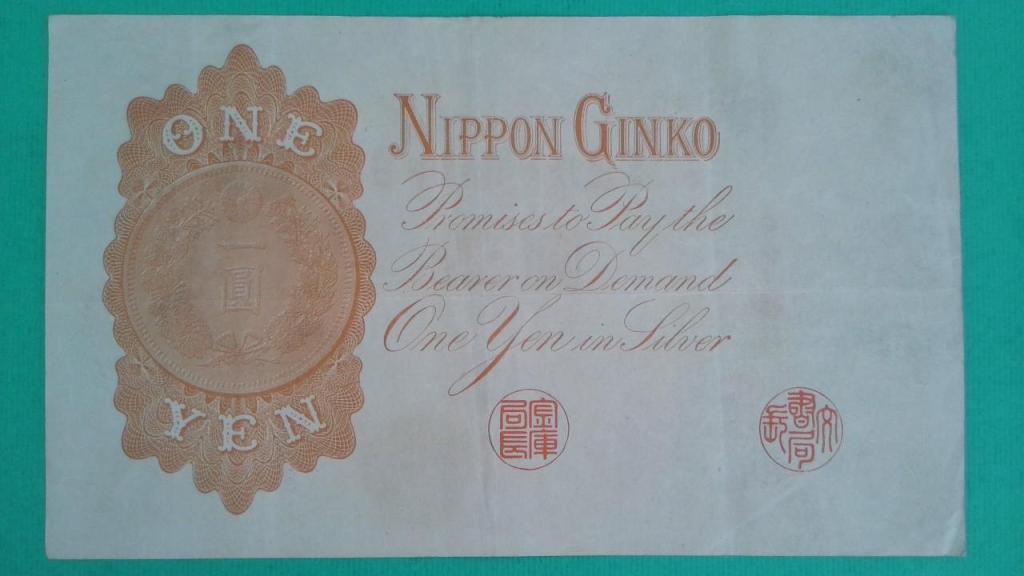 ONE
一
圓
YEN
NIPPON GINKO
Promises to Pay the
Bearer on Demand
One Yen in Silver
金庫
局長
文
書局
長